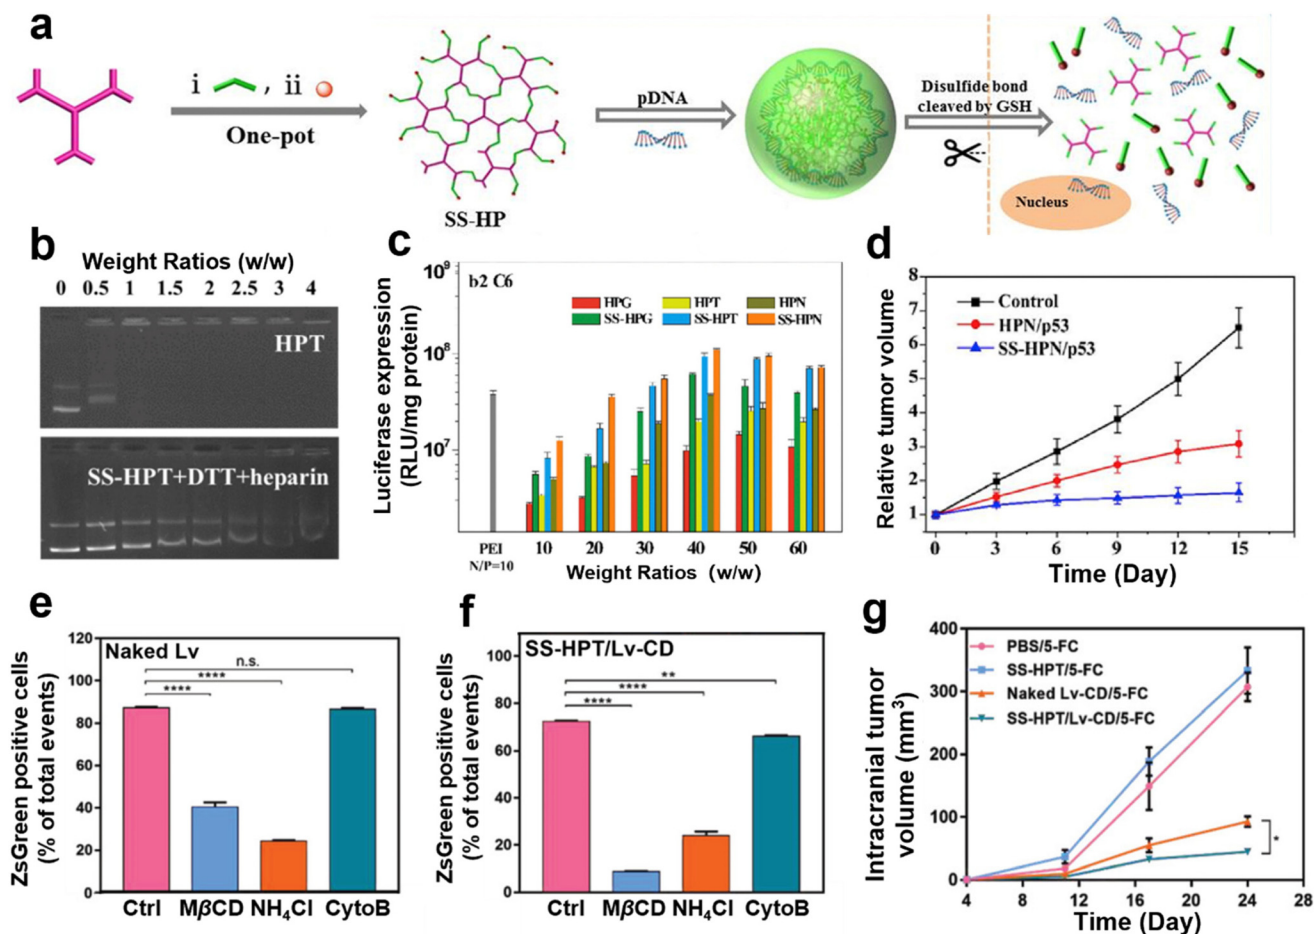 a
i , ii
One-pot
SS-HP
pDNA
Disulfide bond
cleaved by GSH
Nucleus
b
Weight Ratios (w/w)
0 0.5 1 1.5 2 2.5 3 4
HPT
SS-HPT+DTT+heparin
c
Luciferase expression
(RLU/mg protein)
10⁹
10⁸
10⁷
b2 C6
HPG HPT HPN
SS-HPG SS-HPT SS-HPN
PEI
N/P=10
10 20 30 40 50 60
Weight Ratios (w/w)
d
Relative tumor volume
8
7
6
5
4
3
2
1
Control
HPN/p53
SS-HPN/p53
0 3 6 9 12 15
Time (Day)
e
ZsGreen positive cells
(% of total events)
120
100
80
60
40
20
0
Naked Lv
n.s.
****
****
Ctrl MβCD NH₄Cl CytoB
f
ZsGreen positive cells
(% of total events)
100
80
60
40
20
0
SS-HPT/Lv-CD
**
****
****
Ctrl MβCD NH₄Cl CytoB
g
Intracranial tumor
volume (mm³)
400
300
200
100
0
PBS/5-FC
SS-HPT/5-FC
Naked Lv-CD/5-FC
SS-HPT/Lv-CD/5-FC
*
4 8 12 16 20 24 28
Time (Day)